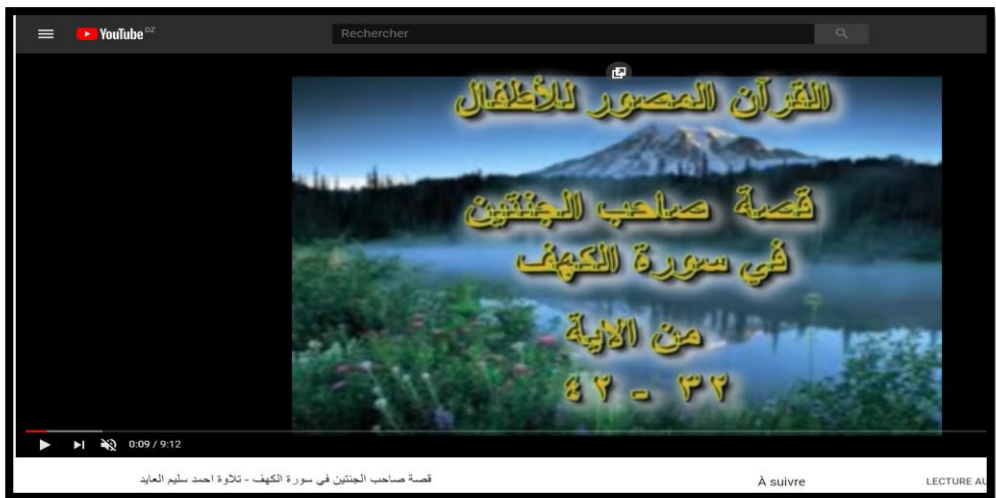 YouTube DZ
Rechercher
القرآن المصور للأطفال
قصة صاحب الجنتين
في سورة الكهف
من الاية
٣٢ - ٤٢
0:09 / 9:12
قصة صاحب الجنتين في سورة الكهف - تلاوة احمد سليم العايد
À suivre
LECTURE AU